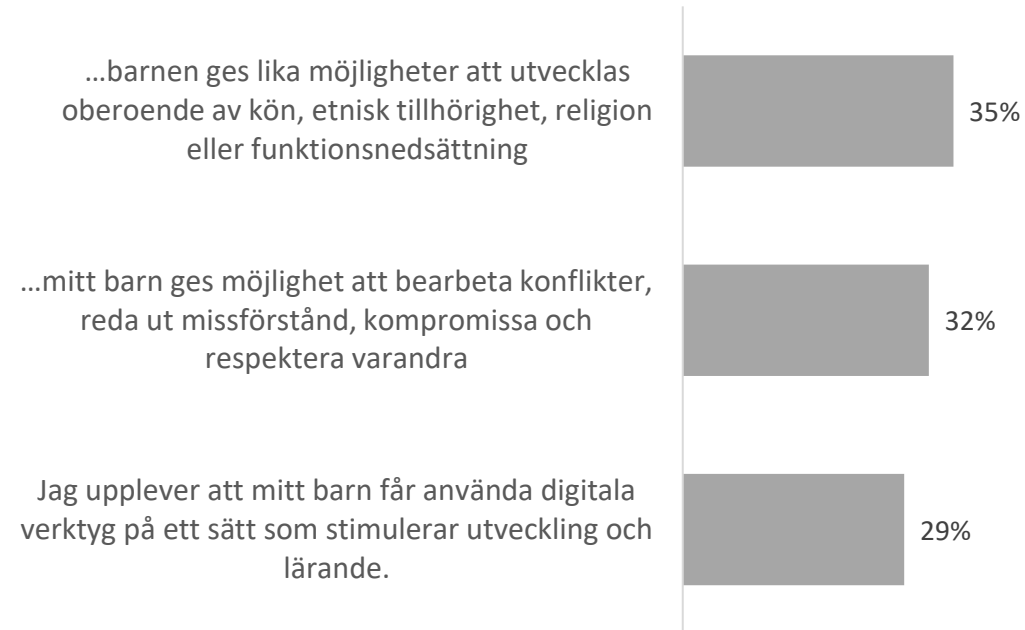 …barnen ges lika möjligheter att utvecklas
oberoende av kön, etnisk tillhörighet, religion
eller funktionsnedsättning
35%
…mitt barn ges möjlighet att bearbeta konflikter,
reda ut missförstånd, kompromissa och
respektera varandra
32%
Jag upplever att mitt barn får använda digitala
verktyg på ett sätt som stimulerar utveckling och
lärande.
29%